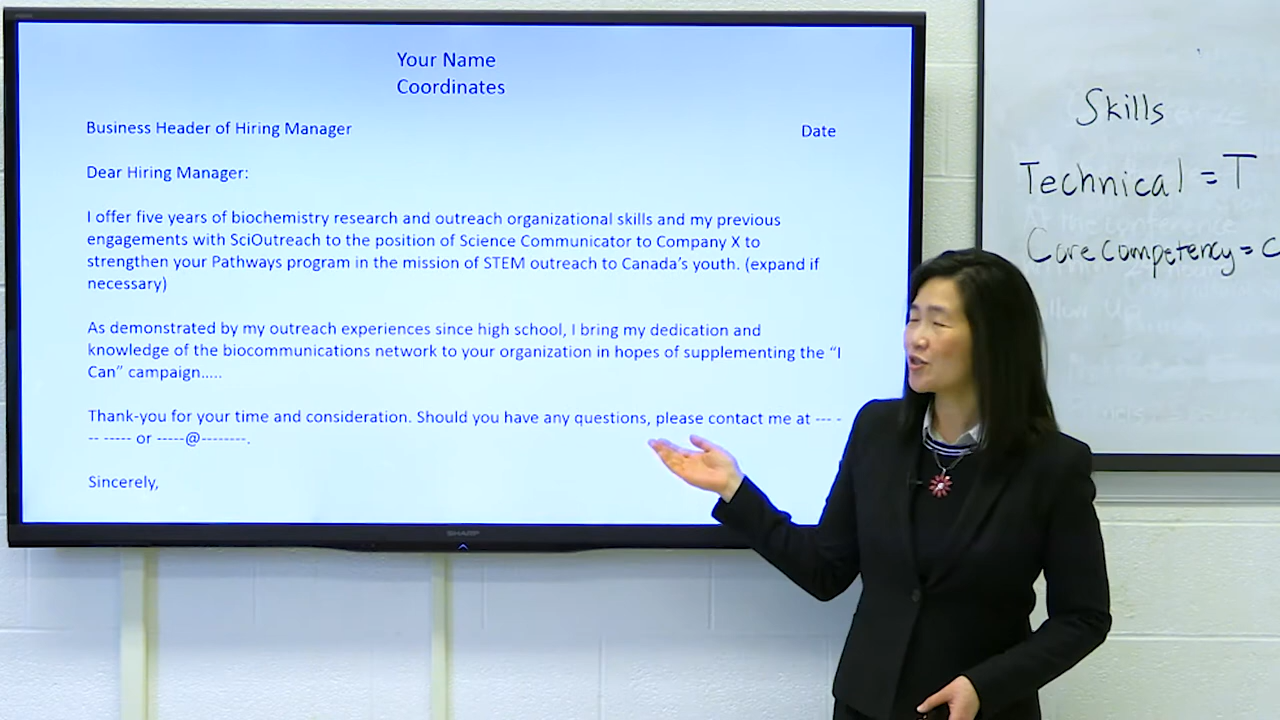 Your Name
Coordinates
Business Header of Hiring Manager
Date
Dear Hiring Manager:
I offer five years of biochemistry research and outreach organizational skills and my previous
engagements with SciOutreach to the position of Science Communicator to Company X to
strengthen your Pathways program in the mission of STEM outreach to Canada’s youth. (expand if
necessary)
As demonstrated by my outreach experiences since high school, I bring my dedication and
knowledge of the biocommunications network to your organization in hopes of supplementing the “I
Can” campaign.....
Thank-you for your time and consideration. Should you have any questions, please contact me at --- -
-- ----- or -----@--------.
Sincerely,
SHARP
Skills
Technical = T
Core competency = C